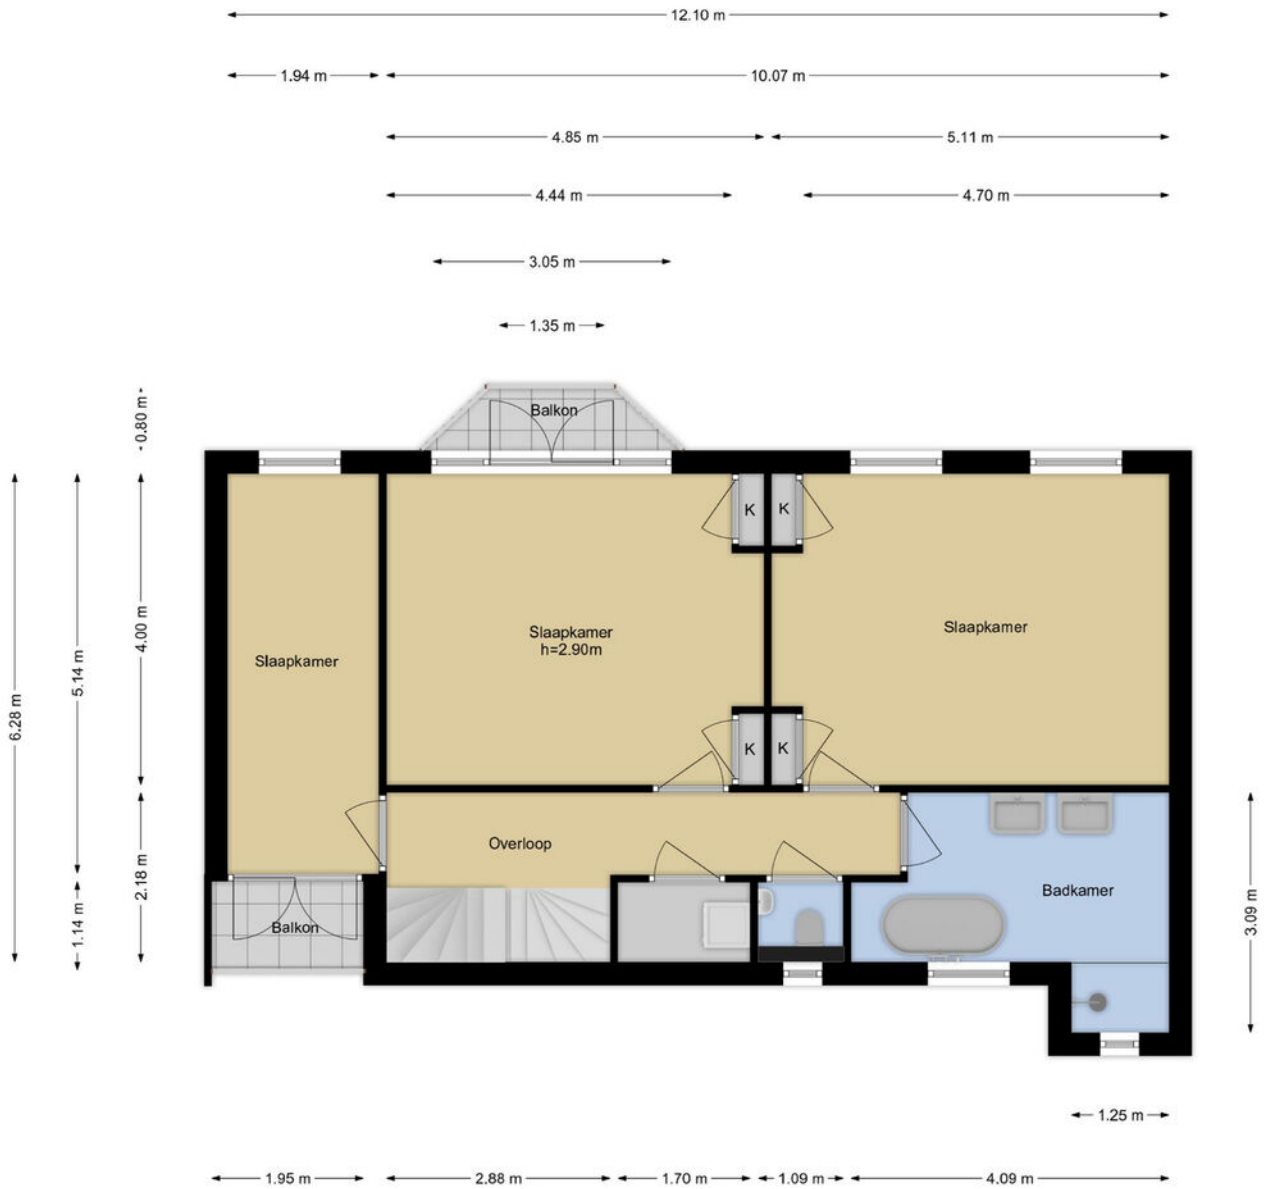 12.10 m
1.94 m
10.07 m
4.85 m
5.11 m
4.44 m
4.70 m
3.05 m
1.35 m
0.80 m
Balkon
K
K
4.00 m
5.14 m
6.28 m
Slaapkamer
Slaapkamer
h=2.90m
Slaapkamer
K
K
Overloop
2.18 m
1.14 m
Balkon
Badkamer
3.09 m
1.25 m
1.95 m
2.88 m
1.70 m
1.09 m
4.09 m